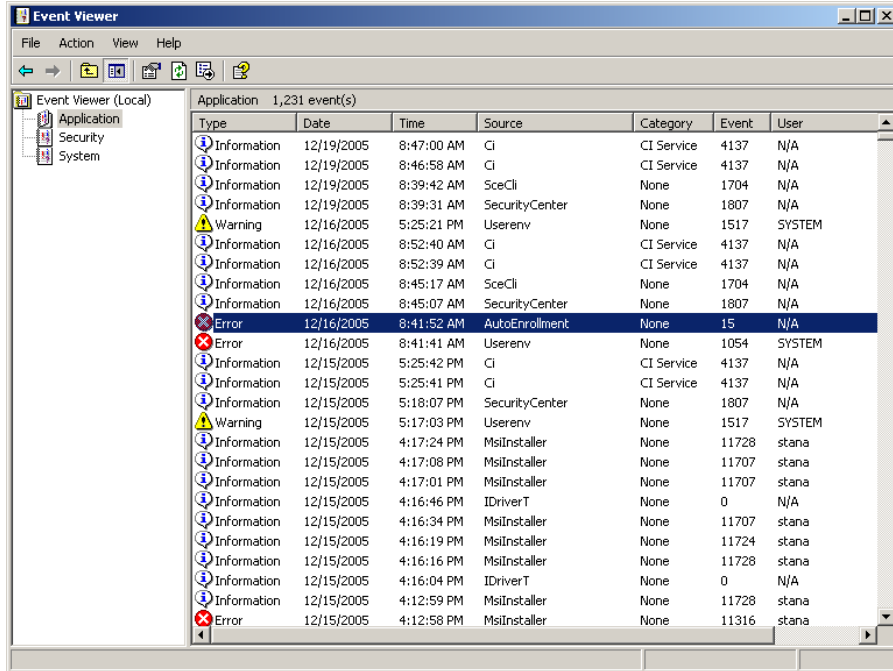 Event Viewer
File Action View Help
Event Viewer (Local)
Application
Security
System
Application 1,231 event(s)
Type Date Time Source Category Event User
Information 12/19/2005 8:47:00 AM Ci CI Service 4137 N/A
Information 12/19/2005 8:46:58 AM Ci CI Service 4137 N/A
Information 12/19/2005 8:39:42 AM SceCli None 1704 N/A
Information 12/19/2005 8:39:31 AM SecurityCenter None 1807 N/A
Warning 12/16/2005 5:25:21 PM Userenv None 1517 SYSTEM
Information 12/16/2005 8:52:40 AM Ci CI Service 4137 N/A
Information 12/16/2005 8:52:39 AM Ci CI Service 4137 N/A
Information 12/16/2005 8:45:17 AM SceCli None 1704 N/A
Information 12/16/2005 8:45:07 AM SecurityCenter None 1807 N/A
Error 12/16/2005 8:41:52 AM AutoEnrollment None 15 N/A
Error 12/16/2005 8:41:41 AM Userenv None 1054 SYSTEM
Information 12/15/2005 5:25:42 PM Ci CI Service 4137 N/A
Information 12/15/2005 5:25:41 PM Ci CI Service 4137 N/A
Information 12/15/2005 5:18:07 PM SecurityCenter None 1807 N/A
Warning 12/15/2005 5:17:03 PM Userenv None 1517 SYSTEM
Information 12/15/2005 4:17:24 PM MsiInstaller None 11728 stana
Information 12/15/2005 4:17:08 PM MsiInstaller None 11707 stana
Information 12/15/2005 4:17:01 PM MsiInstaller None 11707 stana
Information 12/15/2005 4:16:46 PM IDriverT None 0 N/A
Information 12/15/2005 4:16:34 PM MsiInstaller None 11707 stana
Information 12/15/2005 4:16:19 PM MsiInstaller None 11724 stana
Information 12/15/2005 4:16:16 PM MsiInstaller None 11728 stana
Information 12/15/2005 4:16:04 PM IDriverT None 0 N/A
Information 12/15/2005 4:12:59 PM MsiInstaller None 11728 stana
Error 12/15/2005 4:12:58 PM MsiInstaller None 11316 stana